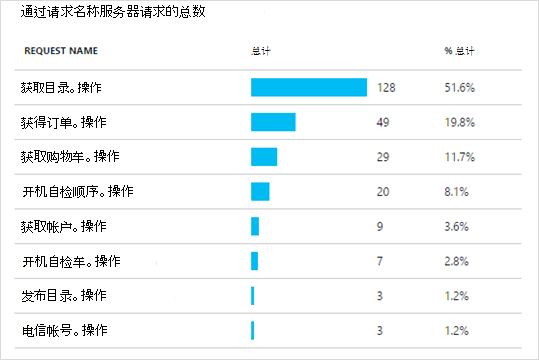 通过请求名称服务器请求的总数
REQUEST NAME 总计 % 总计
获取目录。操作 128 51.6%
获得订单。操作 49 19.8%
获取购物车。操作 29 11.7%
开机自检顺序。操作 20 8.1%
获取帐户。操作 9 3.6%
开机自检车。操作 7 2.8%
发布目录。操作 3 1.2%
电信帐号。操作 3 1.2%